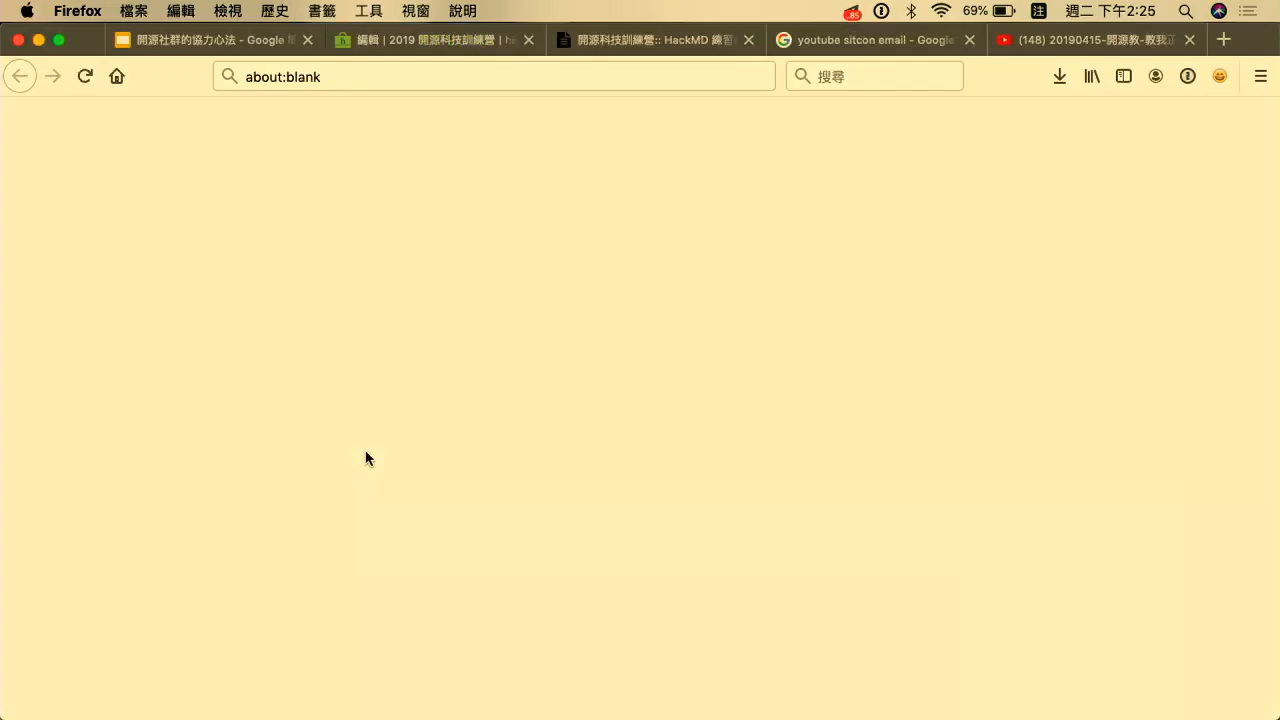 Firefox 檔案 編輯 檢視 歷史 書籤 工具 視窗 說明 .85 69% 注 週二 下午2:25
開源社群的協力心法 - Google 編輯 | 2019 開源科技訓練營 | ha 開源科技訓練營:: HackMD 練習 youtube sitcon email - Google (148) 20190415-開源教-教我
about:blank 搜尋